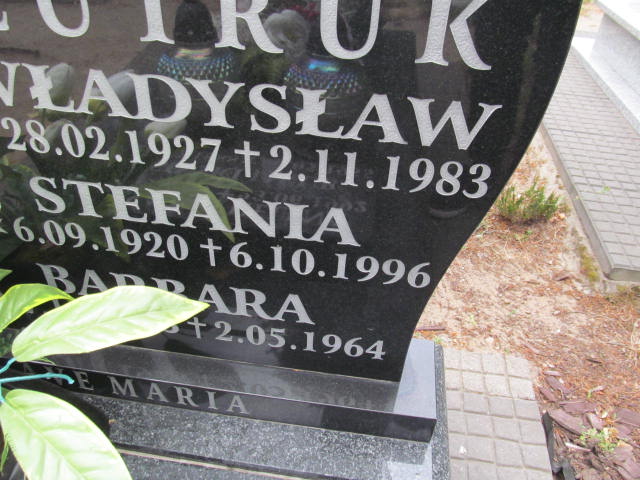 WŁADYSŁAW
28.02.1927 † 2.11.1983
STEFANIA
6.09.1920 † 6.10.1996
BARBARA
† 2.05.1964
AVE MARIA